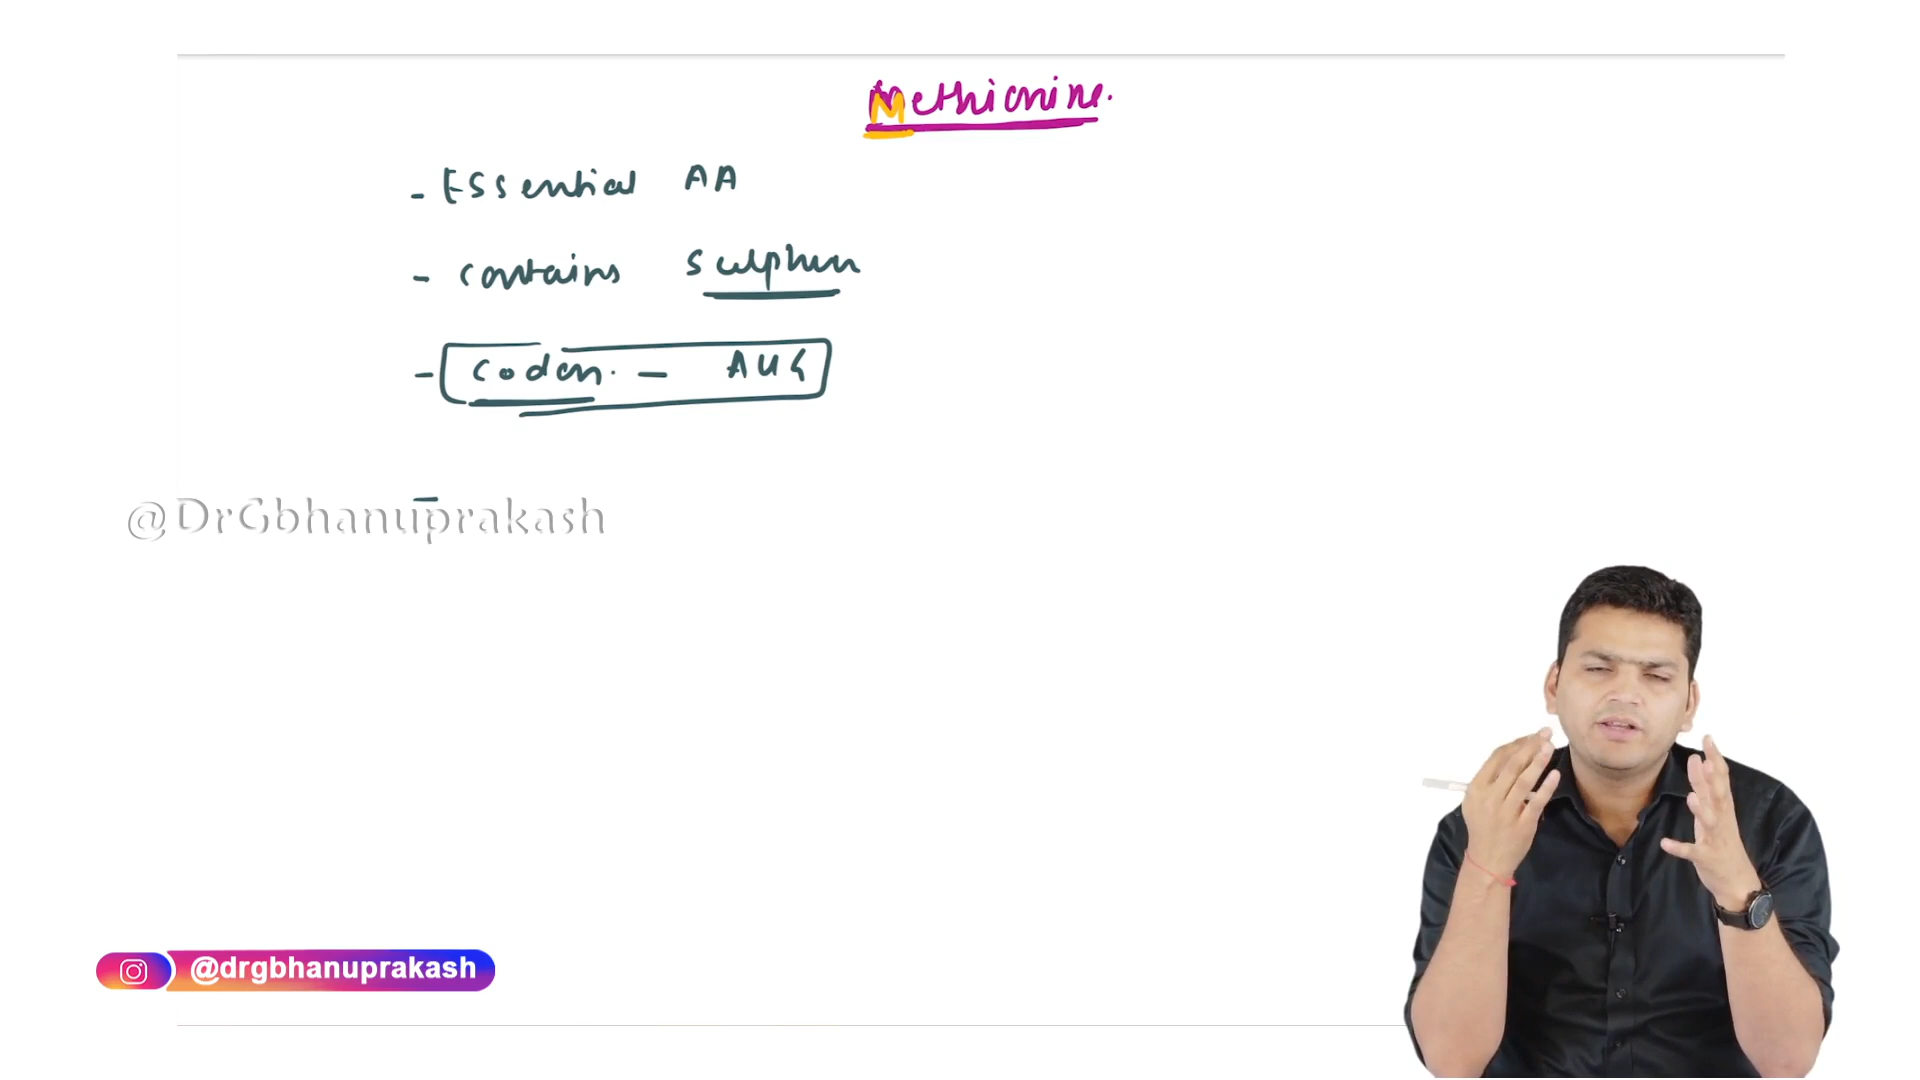 Methionine.
- Essential AA
- contains sulphur
- codon. - AUG
-
@DrGbhanuprakash
@drgbhanuprakash